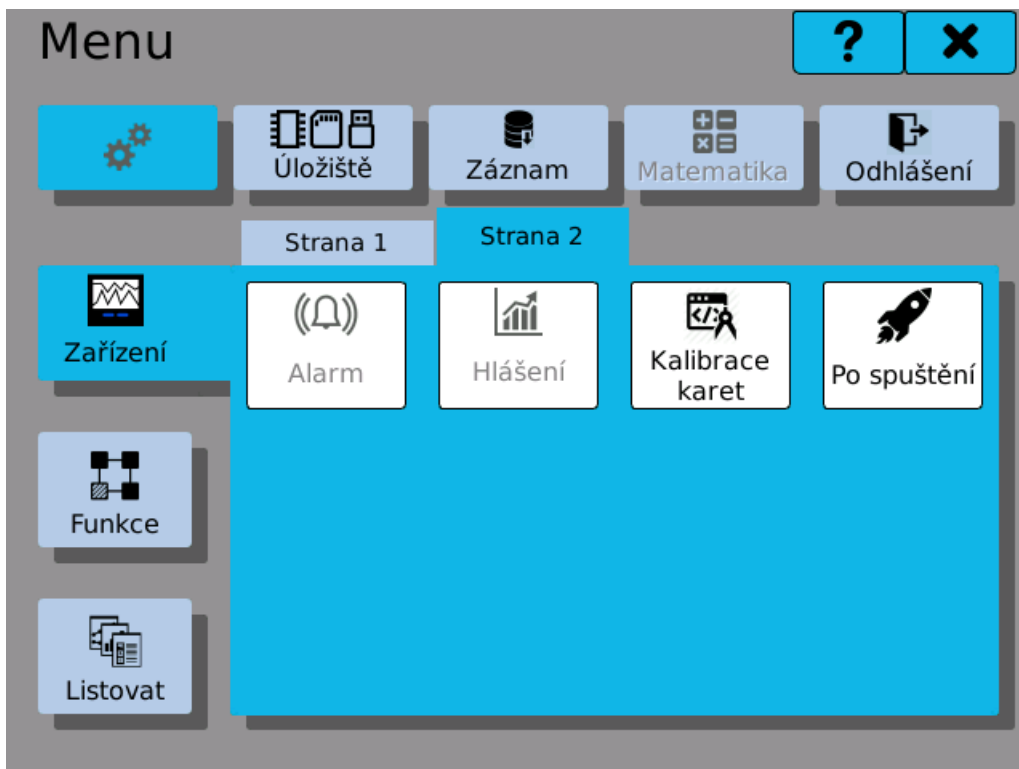 Menu
?
Úložiště
Záznam
Matematika
Odhlášení
Strana 1
Strana 2
Zařízení
Alarm
Hlášení
Kalibrace
karet
Po spuštění
Funkce
Listovat